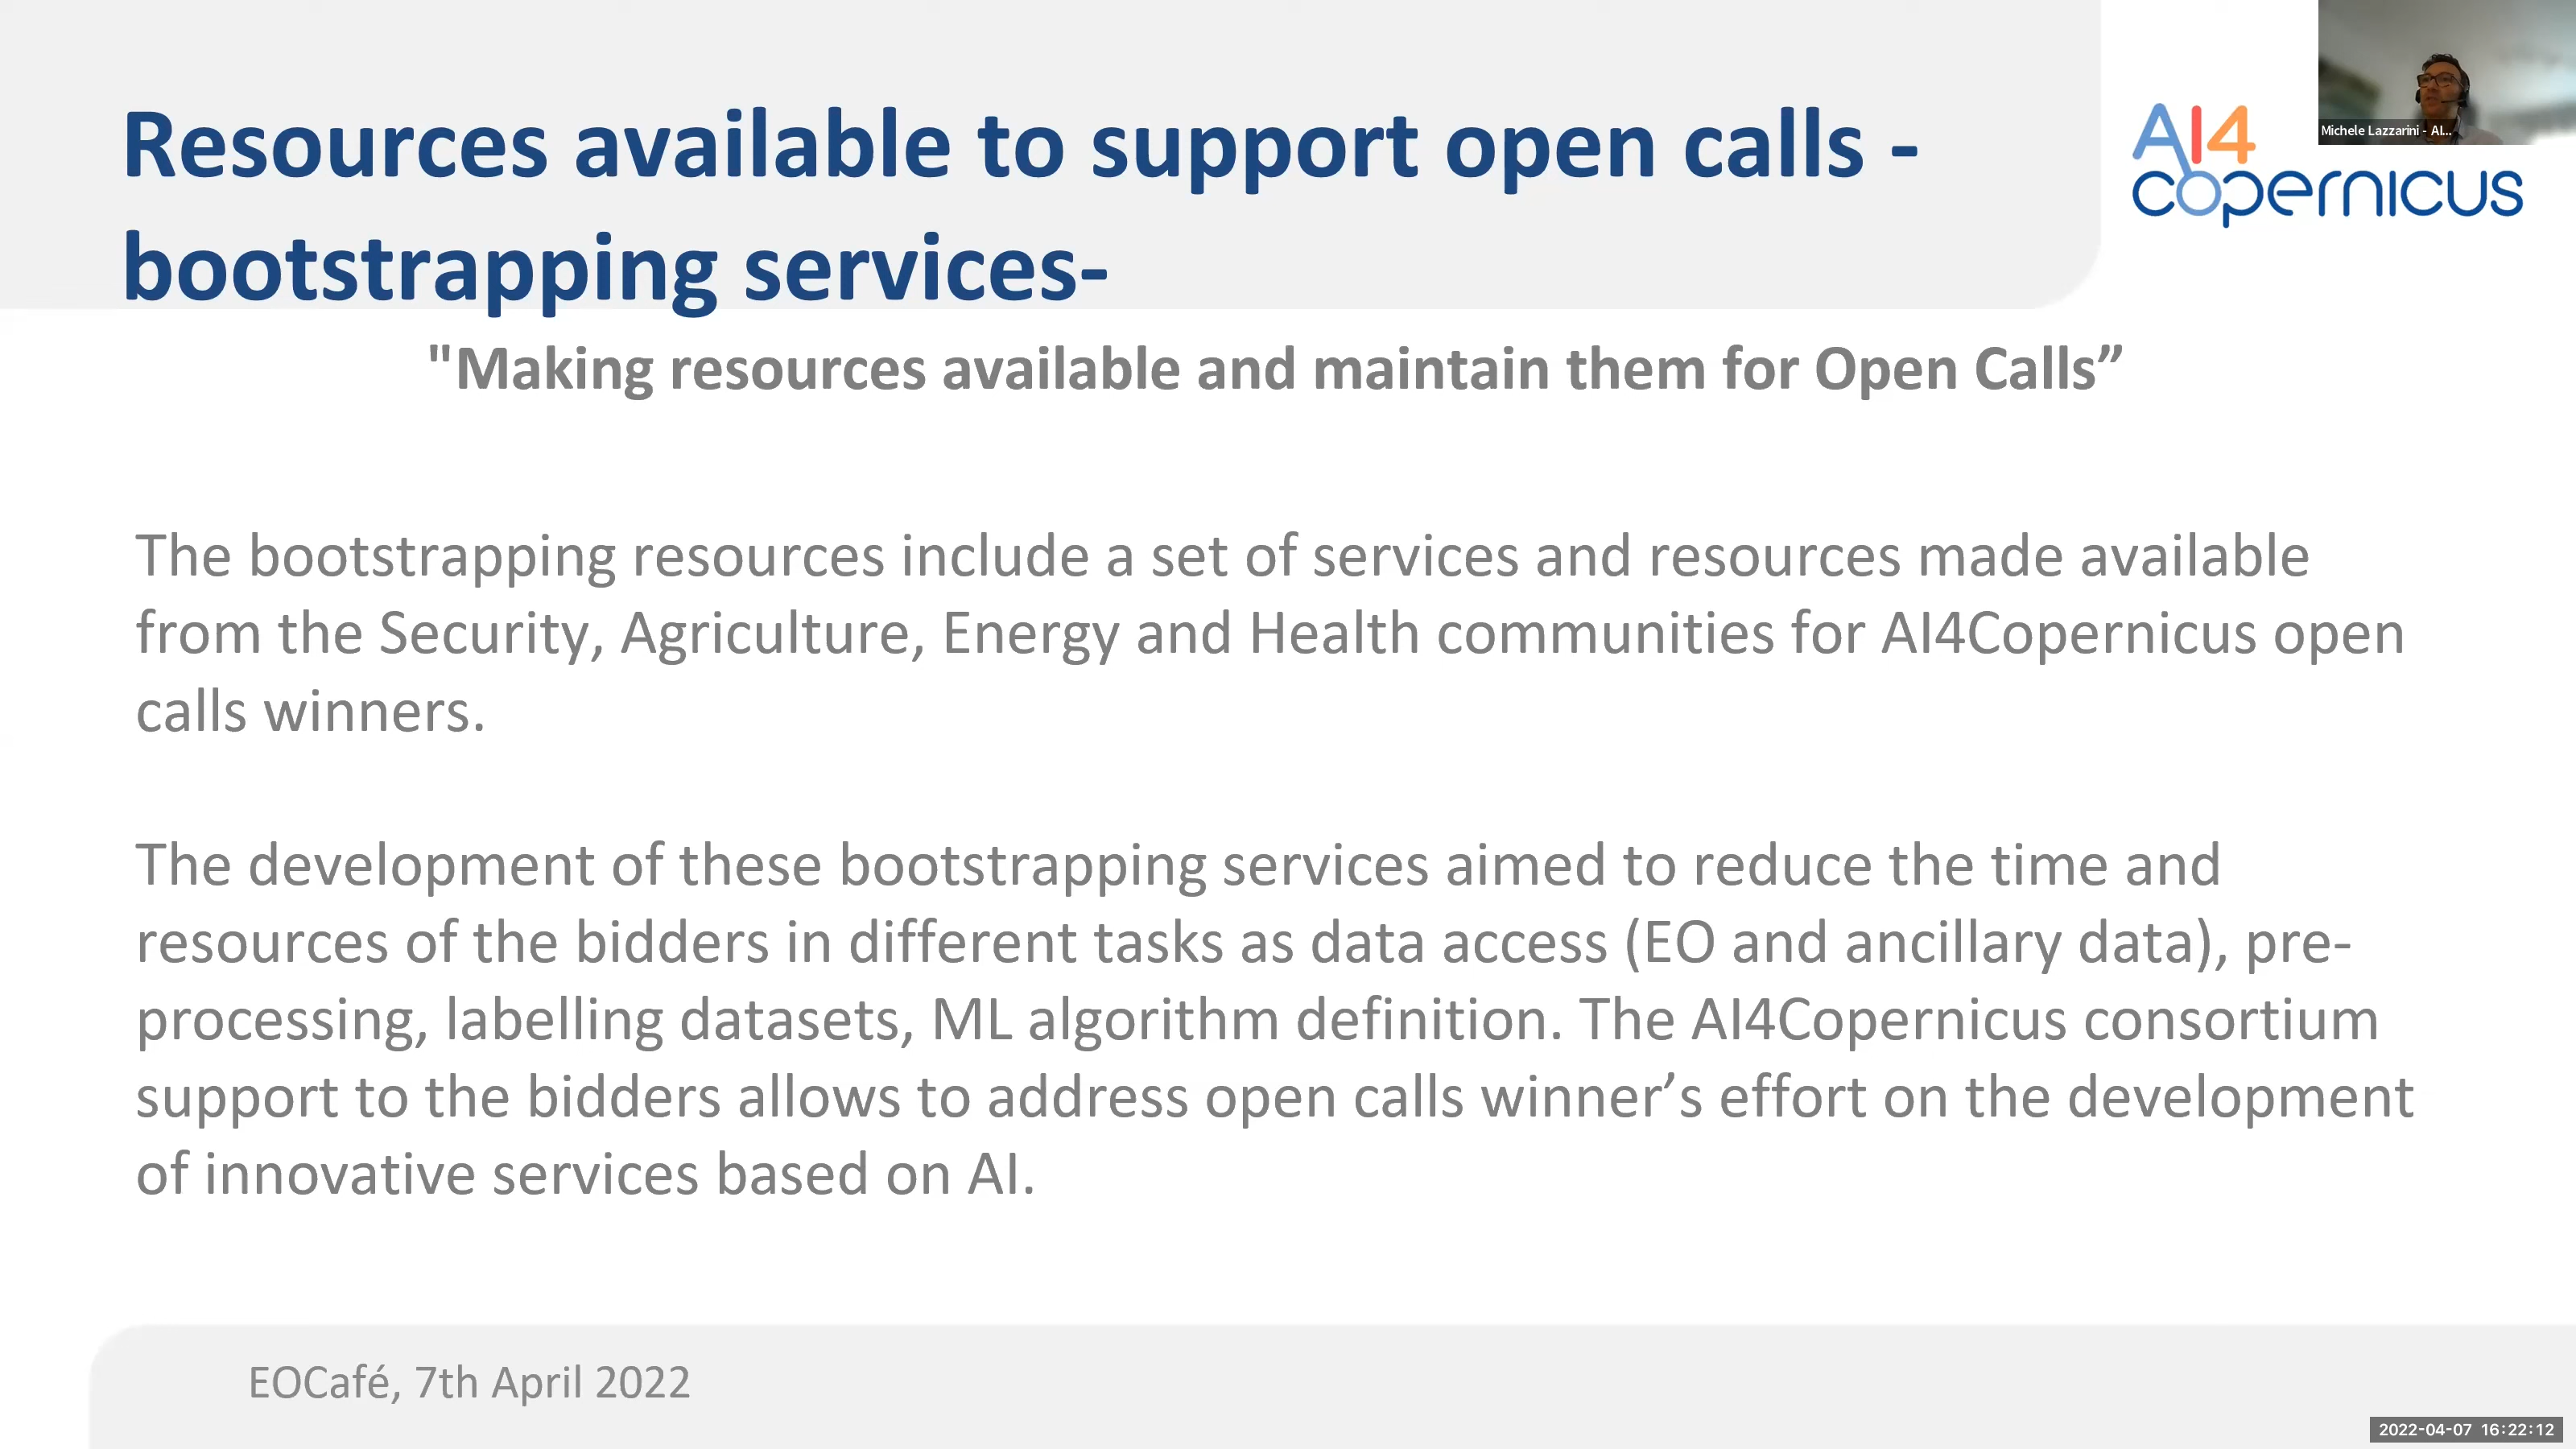 Resources available to support open calls -
bootstrapping services-
AI4
copernicus
Michele Lazzarini - AI...
"Making resources available and maintain them for Open Calls”
The bootstrapping resources include a set of services and resources made available
from the Security, Agriculture, Energy and Health communities for AI4Copernicus open
calls winners.
The development of these bootstrapping services aimed to reduce the time and
resources of the bidders in different tasks as data access (EO and ancillary data), pre-
processing, labelling datasets, ML algorithm definition. The AI4Copernicus consortium
support to the bidders allows to address open calls winner’s effort on the development
of innovative services based on AI.
EOCafé, 7th April 2022
2022-04-07 16:22:12